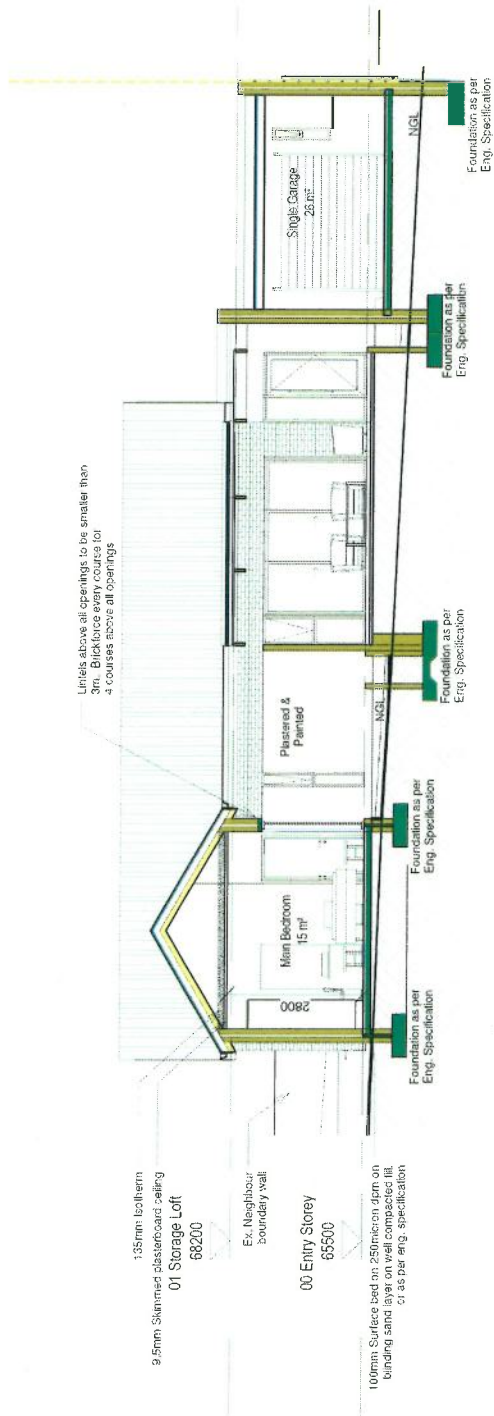 Lintels above all openings to be smaller than
3m. Brickforce every course for
4 courses above all openings
135mm Isotherm
9,5mm Skimmed plasterboard ceiling
01 Storage Loft
68200
Ex. Neighbour
boundary wall
00 Entry Storey
65500
100mm Surface bed on 250micron dpm on
blinding sand layer on well compacted fill.
or as per eng. specification
2800
Main Bedroom
15 m²
Plastered &
Painted
Single Garage
26 m²
NGL
NGL
Foundation as per
Eng. Specification
Foundation as per
Eng. Specification
Foundation as per
Eng. Specification
Foundation as per
Eng. Specification
Foundation as per
Eng. Specification